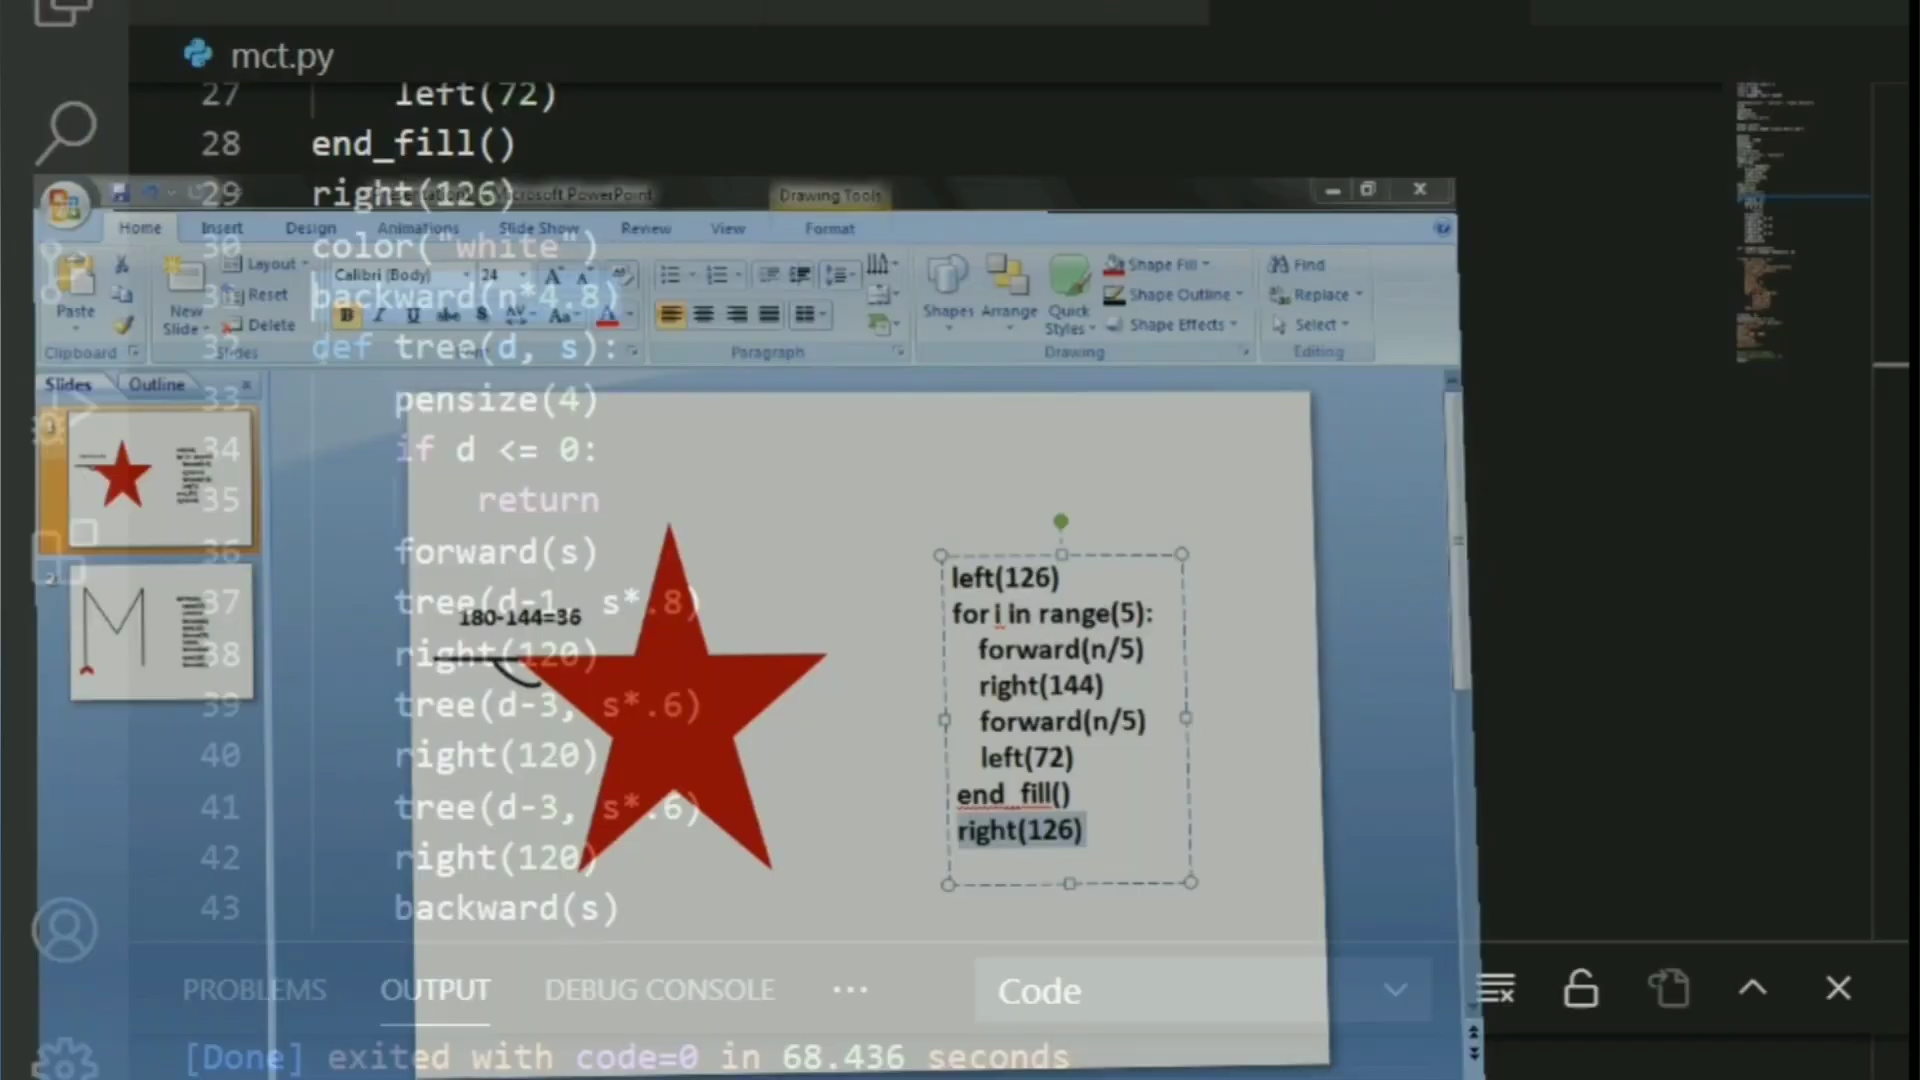 mct.py
27 left(72)
28 end_fill()
29 right(126)
Microsoft PowerPoint
Drawing Tools
Home Insert Design Animations Slide Show Review View Format
30 color("white")
31 backward(n*4.8)
32 def tree(d, s):
33 pensize(4)
34 if d <= 0:
35 return
36 forward(s)
37 tree(d-1, s*.8)
38 right(120)
39 tree(d-3, s*.6)
40 right(120)
41 tree(d-3, s*.6)
42 right(120)
43 backward(s)
Paste
Clipboard
New Slide
Layout
Reset
Delete
Slides
Calibri (Body) 24
Paragraph
Shapes
Arrange
Quick Styles
Shape Fill
Shape Outline
Shape Effects
Drawing
Find
Replace
Select
Editing
Slides Outline
180-144=36
left(126)
for i in range(5):
forward(n/5)
right(144)
forward(n/5)
left(72)
end_fill()
right(126)
M
PROBLEMS OUTPUT DEBUG CONSOLE ... Code
[Done] exited with code=0 in 68.436 seconds